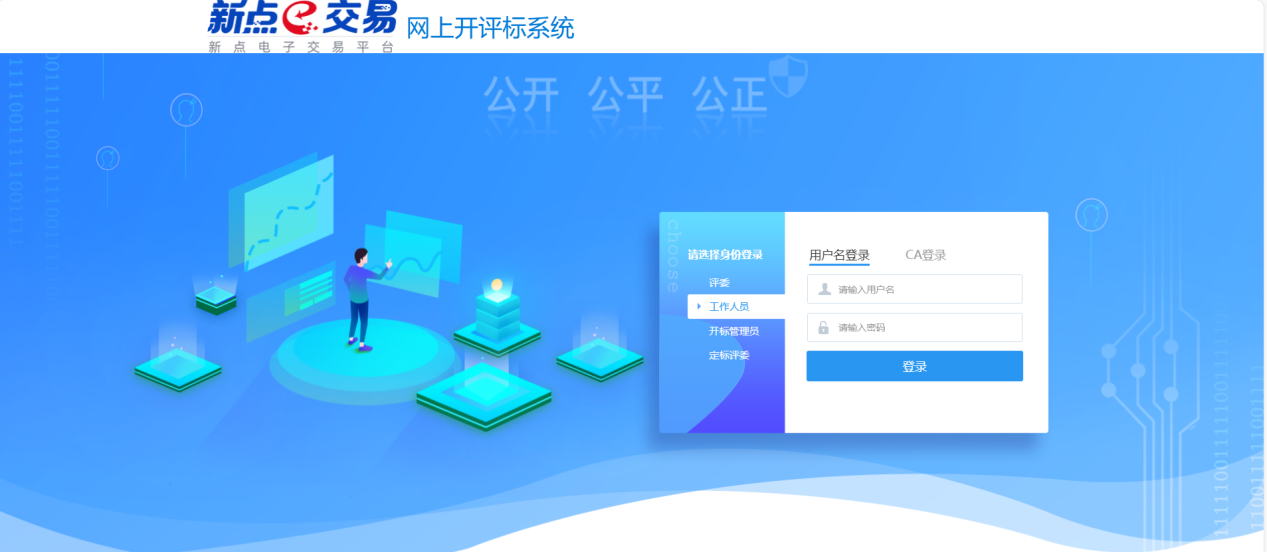 新点e交易 网上开评标系统
新点电子交易平台
公开 公平 公正
choose
请选择身份登录
评委
工作人员
开标管理员
定标评委
用户名登录 CA登录
请输入用户名
请输入密码
登录